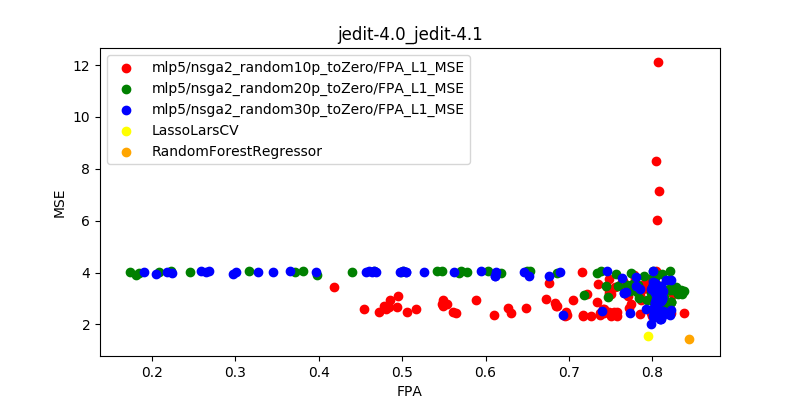 jedit-4.0_jedit-4.1
mlp5/nsga2_random10p_toZero/FPA_L1_MSE
mlp5/nsga2_random20p_toZero/FPA_L1_MSE
mlp5/nsga2_random30p_toZero/FPA_L1_MSE
LassoLarsCV
RandomForestRegressor
MSE
12
10
8
6
4
2
0.2 0.3 0.4 0.5 0.6 0.7 0.8
FPA